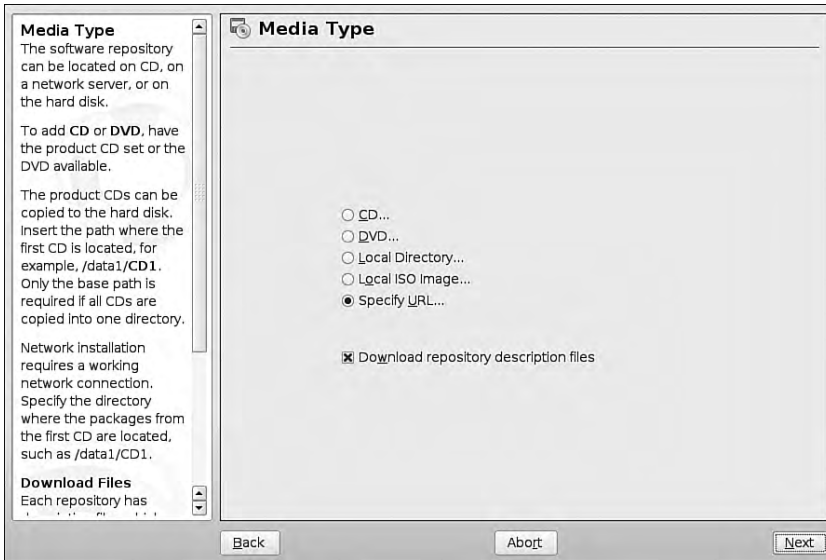 Media Type
The software repository
can be located on CD, on
a network server, or on
the hard disk.
To add CD or DVD, have
the product CD set or the
DVD available.
The product CDs can be
copied to the hard disk.
Insert the path where the
first CD is located, for
example, /data1/CD1.
Only the base path is
required if all CDs are
copied into one directory.
Network installation
requires a working
network connection.
Specify the directory
where the packages from
the first CD are located,
such as /data1/CD1.
Download Files
Each repository has
Media Type
CD...
DVD...
Local Directory...
Local ISO Image...
Specify URL...
Download repository description files
Back
Abort
Next